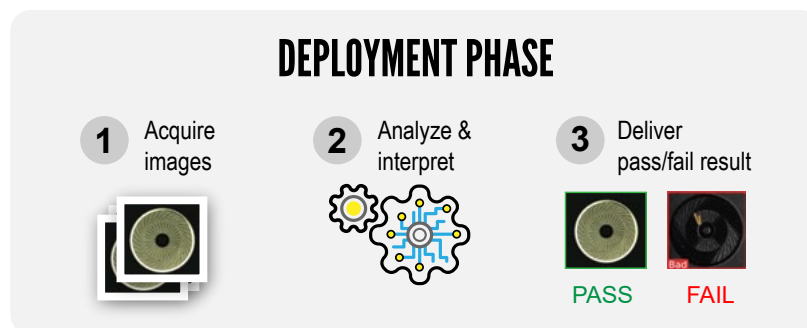 DEPLOYMENT PHASE
1
Acquire
images
2
Analyze &
interpret
3
Deliver
pass/fail result
Bad
PASS
FAIL